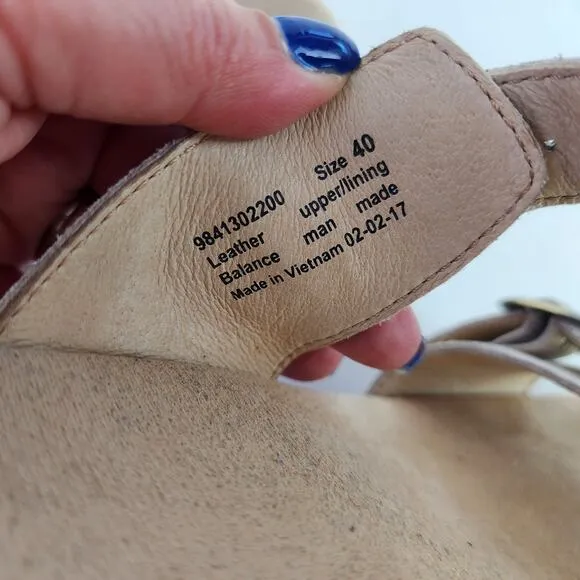 9841302200 Size 40
Leather upper/lining
Balance man made
Made in Vietnam 02-02-17